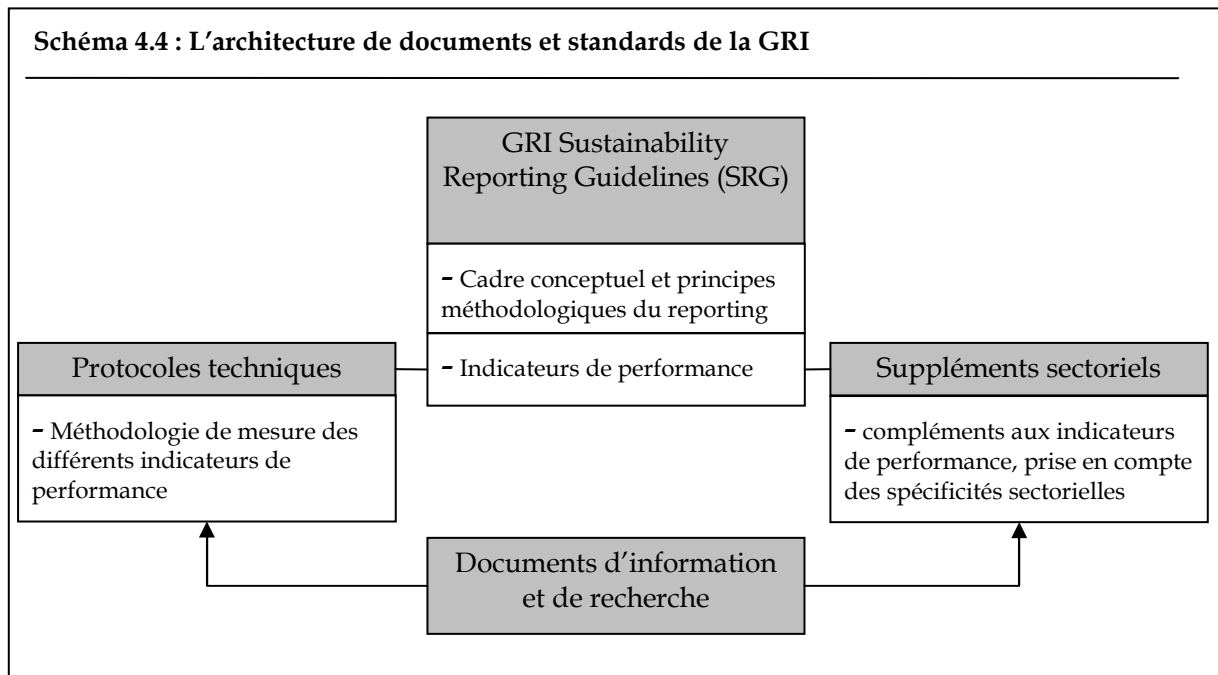 Schéma 4.4 : L’architecture de documents et standards de la GRI
GRI Sustainability
Reporting Guidelines (SRG)
- Cadre conceptuel et principes
méthodologiques du reporting
- Indicateurs de performance
Protocoles techniques
- Méthodologie de mesure des
différents indicateurs de
performance
Suppléments sectoriels
- compléments aux indicateurs
de performance, prise en compte
des spécificités sectorielles
Documents d’information
et de recherche